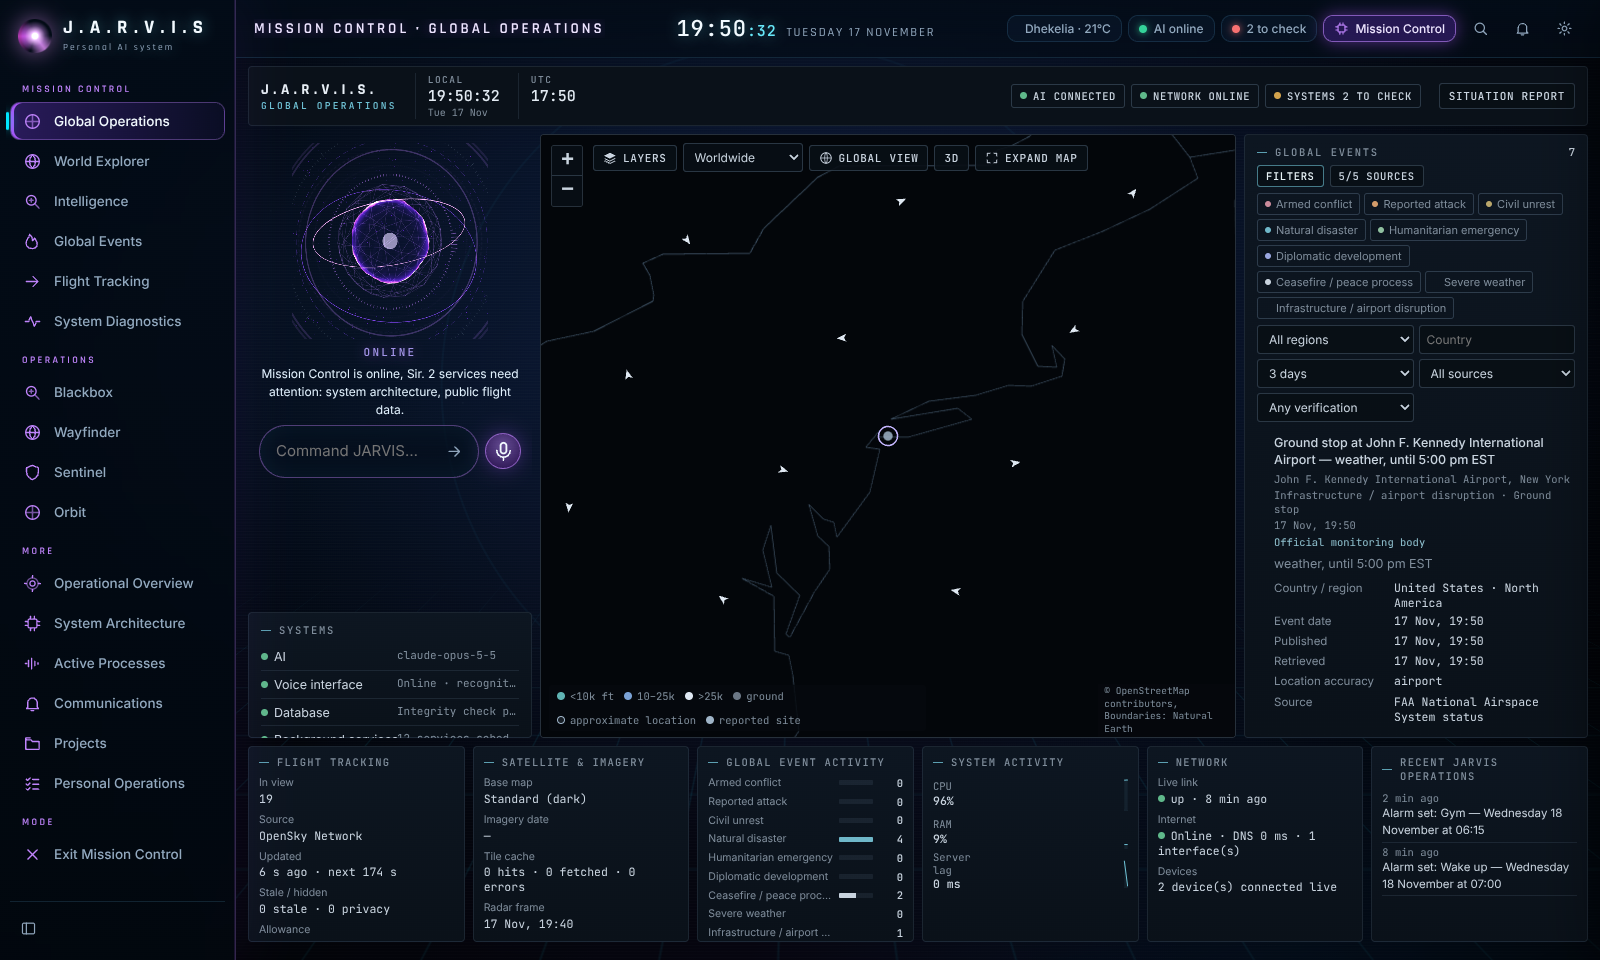 J.A.R.V.I.S
Personal AI system
MISSION CONTROL
Global Operations
World Explorer
Intelligence
Global Events
Flight Tracking
System Diagnostics
OPERATIONS
Blackbox
Wayfinder
Sentinel
Orbit
MORE
Operational Overview
System Architecture
Active Processes
Communications
Projects
Personal Operations
MODE
Exit Mission Control
MISSION CONTROL · GLOBAL OPERATIONS
19:50:32 TUESDAY 17 NOVEMBER
Dhekelia · 21°C
AI online
2 to check
Mission Control
J.A.R.V.I.S.
GLOBAL OPERATIONS
LOCAL
19:50:32
Tue 17 Nov
UTC
17:50
AI CONNECTED
NETWORK ONLINE
SYSTEMS 2 TO CHECK
SITUATION REPORT
ONLINE
Mission Control is online, Sir. 2 services need
attention: system architecture, public flight
data.
Command JARVIS...
SYSTEMS
AI claude-opus-5-5
Voice interface Online · recognit…
Database Integrity check p…
+
−
LAYERS
Worldwide
GLOBAL VIEW
3D
EXPAND MAP
<10k ft 10–25k >25k ground
approximate location reported site
© OpenStreetMap
contributors,
Boundaries: Natural
Earth
GLOBAL EVENTS 7
FILTERS 5/5 SOURCES
Armed conflict Reported attack Civil unrest
Natural disaster Humanitarian emergency
Diplomatic development
Ceasefire / peace process Severe weather
Infrastructure / airport disruption
All regions Country
3 days All sources
Any verification
Ground stop at John F. Kennedy International
Airport — weather, until 5:00 pm EST
John F. Kennedy International Airport, New York
Infrastructure / airport disruption · Ground
stop
17 Nov, 19:50
Official monitoring body
weather, until 5:00 pm EST
Country / region United States · North
America
Event date 17 Nov, 19:50
Published 17 Nov, 19:50
Retrieved 17 Nov, 19:50
Location accuracy airport
Source FAA National Airspace
System status
FLIGHT TRACKING
In view
19
Source
OpenSky Network
Updated
6 s ago · next 174 s
Stale / hidden
0 stale · 0 privacy
Allowance
SATELLITE & IMAGERY
Base map
Standard (dark)
Imagery date
—
Tile cache
0 hits · 0 fetched · 0
errors
Radar frame
17 Nov, 19:40
GLOBAL EVENT ACTIVITY
Armed conflict 0
Reported attack 0
Civil unrest 0
Natural disaster 4
Humanitarian emergency 0
Diplomatic development 0
Ceasefire / peace proc... 2
Severe weather 0
Infrastructure / airport ... 1
SYSTEM ACTIVITY
CPU
96%
RAM
9%
Server
lag
0 ms
NETWORK
Live link
up · 8 min ago
Internet
Online · DNS 0 ms · 1
interface(s)
Devices
2 device(s) connected live
RECENT JARVIS
OPERATIONS
2 min ago
Alarm set: Gym — Wednesday 18
November at 06:15
8 min ago
Alarm set: Wake up — Wednesday
18 November at 07:00